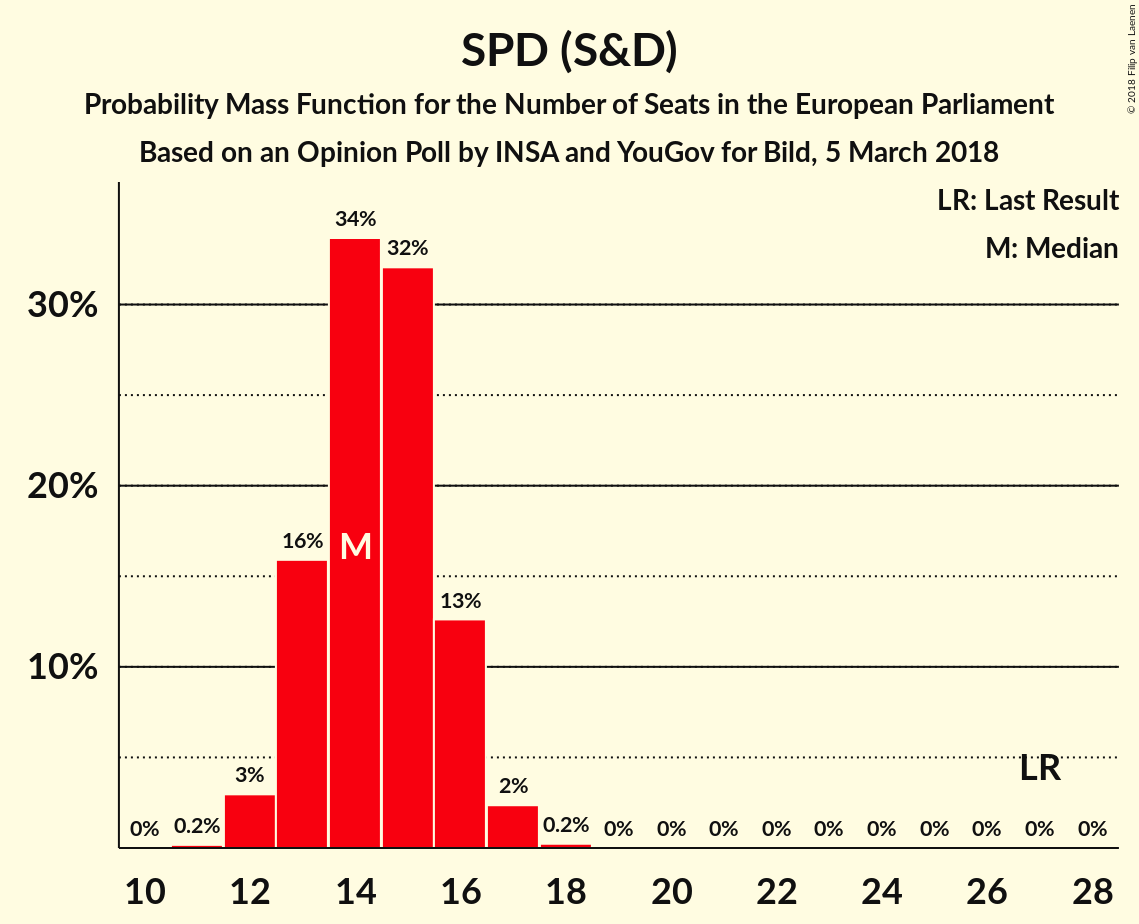 SPD (S&D)
Probability Mass Function for the Number of Seats in the European Parliament
Based on an Opinion Poll by INSA and YouGov for Bild, 5 March 2018
© 2018 Filip van Laenen
LR: Last Result
M: Median
30%
20%
10%
0%
0.2%
3%
16%
34%
32%
13%
2%
0.2%
0%
0%
0%
0%
0%
0%
0%
0%
0%
0%
M
LR
10 12 14 16 18 20 22 24 26 28